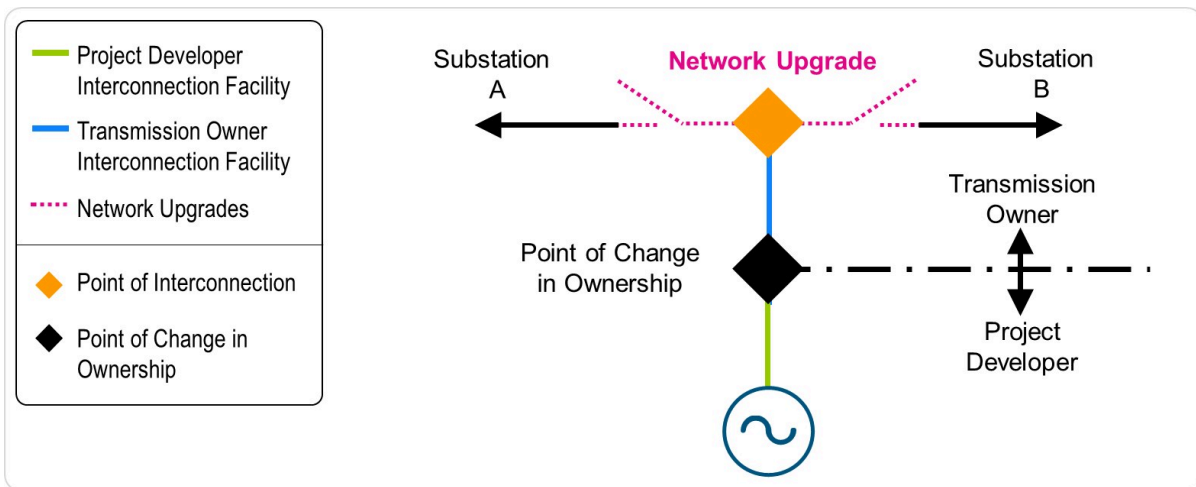 Project Developer
Interconnection Facility
Transmission Owner
Interconnection Facility
Network Upgrades
Point of Interconnection
Point of Change in
Ownership
Substation
A
Network Upgrade
Substation
B
Transmission
Owner
Point of Change
in Ownership
Project
Developer